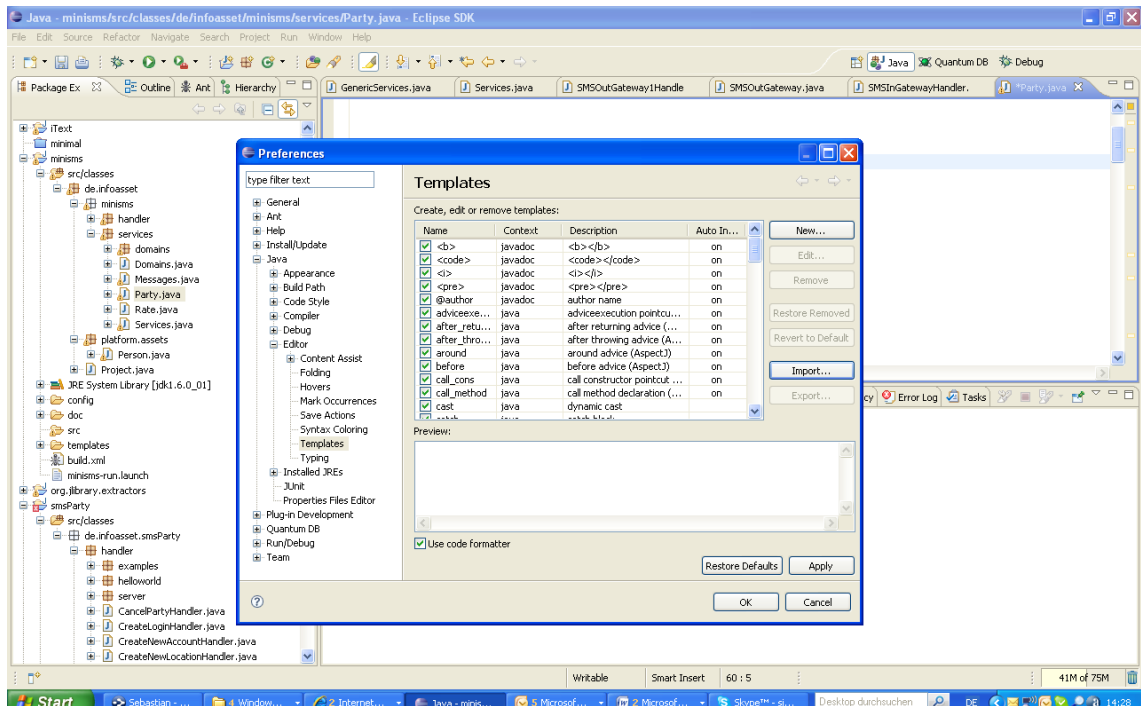 Java - minisms/src/classes/de/infoasset/minisms/services/Party.java - Eclipse SDK
File Edit Source Refactor Navigate Search Project Run Window Help
Java Quantum DB Debug
Package Ex Outline Ant Hierarchy
GenericServices.java Services.java SMSOutGateway1Handle SMSOutGateway.java SMSInGatewayHandler. *Party.java
iText
minimal
minisms
src/classes
de.infoasset
minisms
handler
services
domains
Domains.java
Messages.java
Party.java
Rate.java
Services.java
platform.assets
Person.java
Project.java
JRE System Library [jdk1.6.0_01]
config
doc
src
templates
build.xml
minisms-run.launch
org.jlibrary.extractors
smsParty
src/classes
de.infoasset.smsParty
handler
examples
helloworld
server
CancelPartyHandler.java
CreateLoginHandler.java
CreateNewAccountHandler.java
CreateNewLocationHandler.java
Preferences
type filter text
General
Ant
Help
Install/Update
Java
Appearance
Build Path
Code Style
Compiler
Debug
Editor
Content Assist
Folding
Hovers
Mark Occurrences
Save Actions
Syntax Coloring
Templates
Typing
Installed JREs
JUnit
Properties Files Editor
Plug-in Development
Quantum DB
Run/Debug
Team
Templates
Create, edit or remove templates:
Name Context Description Auto In...
<b> javadoc <b></b> on
<code> javadoc <code></code> on
<i> javadoc <i></i> on
<pre> javadoc <pre></pre> on
@author javadoc author name on
adviceexe... java adviceexecution pointcu... on
after_retu... java after returning advice (... on
after_thro... java after throwing advice (A... on
around java around advice (AspectJ) on
before java before advice (AspectJ) on
call_cons java call constructor pointcut ... on
call_method java call method declaration (... on
cast java dynamic cast
New...
Edit...
Remove
Restore Removed
Revert to Default
Import...
Export...
Preview:
Use code formatter
Restore Defaults Apply
OK Cancel
cy Error Log Tasks
Writable Smart Insert 60 : 5 41M of 75M
Start Sebastian - ... 4 Window... 2 Internet... Java - minis... 5 Microsof... 2 Microsof... Skype™ - si... Desktop durchsuchen DE 14:28